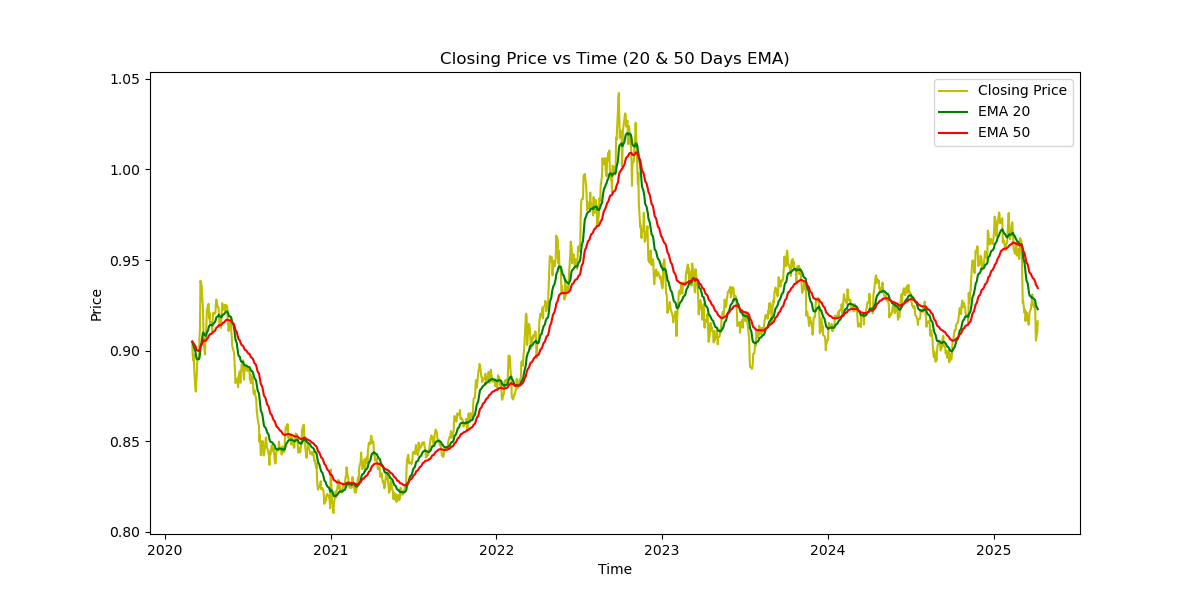 Closing Price vs Time (20 & 50 Days EMA)
Closing Price
EMA 20
EMA 50
Price
1.05
1.00
0.95
0.90
0.85
0.80
2020 2021 2022 2023 2024 2025
Time